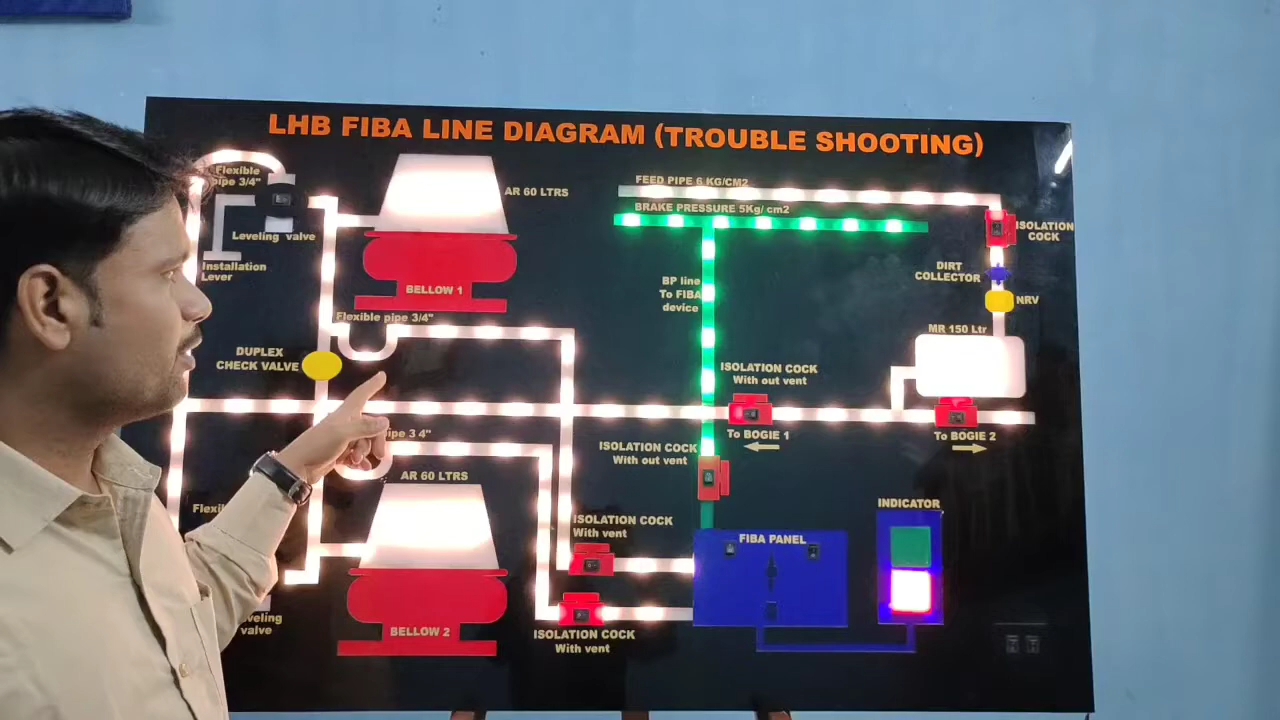 LHB FIBA LINE DIAGRAM (TROUBLE SHOOTING)
Flexible
pipe 3/4"
Leveling valve
Installation
Lever
AR 60 LTRS
BELLOW 1
Flexible pipe 3/4"
DUPLEX
CHECK VALVE
FEED PIPE 6 KG/CM2
BRAKE PRESSURE 5Kg/ cm2
ISOLATION
COCK
DIRT
COLLECTOR
NRV
MR 150 Ltr
BP line
To FIBA
device
ISOLATION COCK
With out vent
To BOGIE 1
To BOGIE 2
ISOLATION COCK
With out vent
3 4"
AR 60 LTRS
BELLOW 2
valve
ISOLATION COCK
With vent
ISOLATION COCK
With vent
FIBA PANEL
INDICATOR